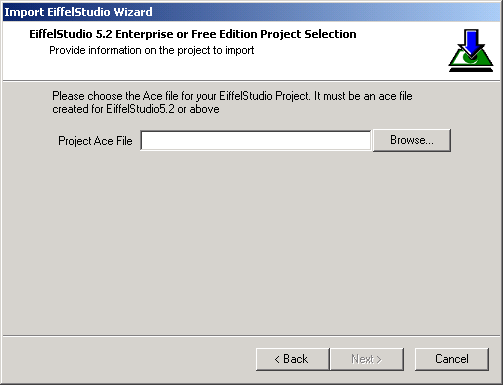 Import EiffelStudio Wizard
EiffelStudio 5.2 Enterprise or Free Edition Project Selection
Provide information on the project to import
Please choose the Ace file for your EiffelStudio Project. It must be an ace file
created for EiffelStudio5.2 or above
Project Ace File
Browse...
< Back
Next >
Cancel